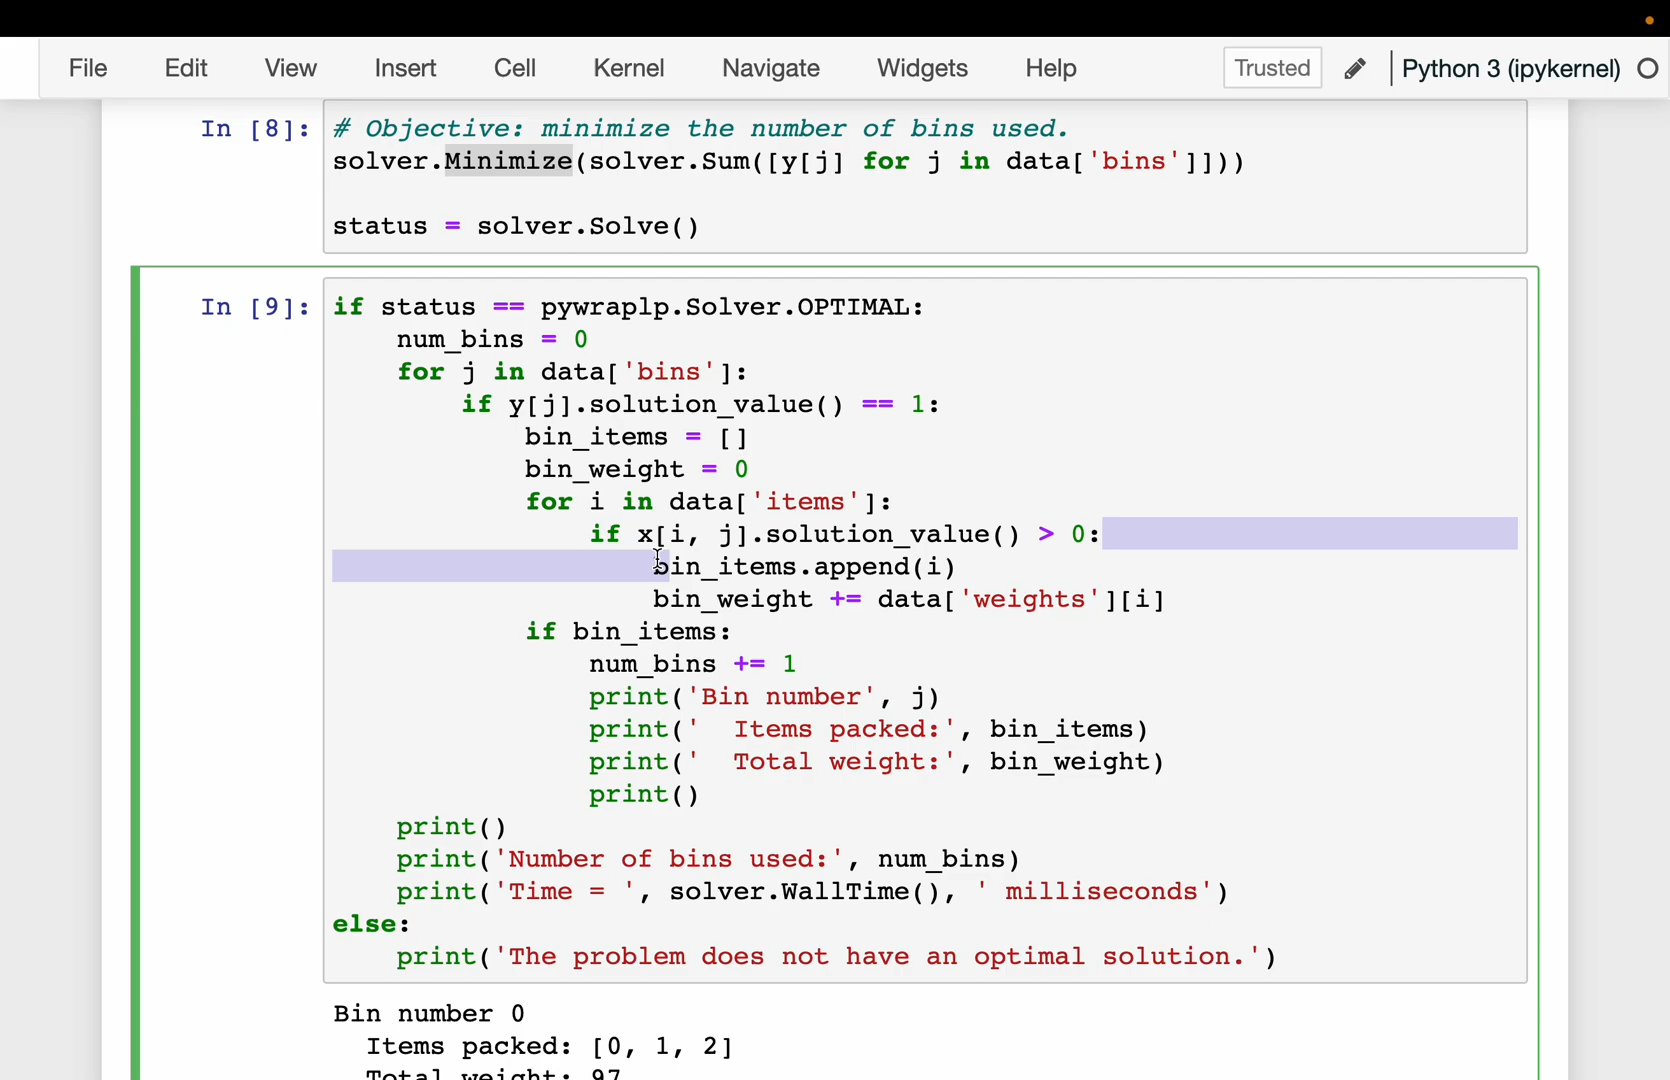 File Edit View Insert Cell Kernel Navigate Widgets Help Trusted Python 3 (ipykernel)
In [8]:
# Objective: minimize the number of bins used.
solver.Minimize(solver.Sum([y[j] for j in data['bins']]))
status = solver.Solve()
In [9]:
if status == pywraplp.Solver.OPTIMAL:
    num_bins = 0
    for j in data['bins']:
        if y[j].solution_value() == 1:
            bin_items = []
            bin_weight = 0
            for i in data['items']:
                if x[i, j].solution_value() > 0:
                    bin_items.append(i)
                    bin_weight += data['weights'][i]
            if bin_items:
                num_bins += 1
                print('Bin number', j)
                print('  Items packed:', bin_items)
                print('  Total weight:', bin_weight)
                print()
    print()
    print('Number of bins used:', num_bins)
    print('Time = ', solver.WallTime(), ' milliseconds')
else:
    print('The problem does not have an optimal solution.')
Bin number 0
  Items packed: [0, 1, 2]
  Total weight: 97